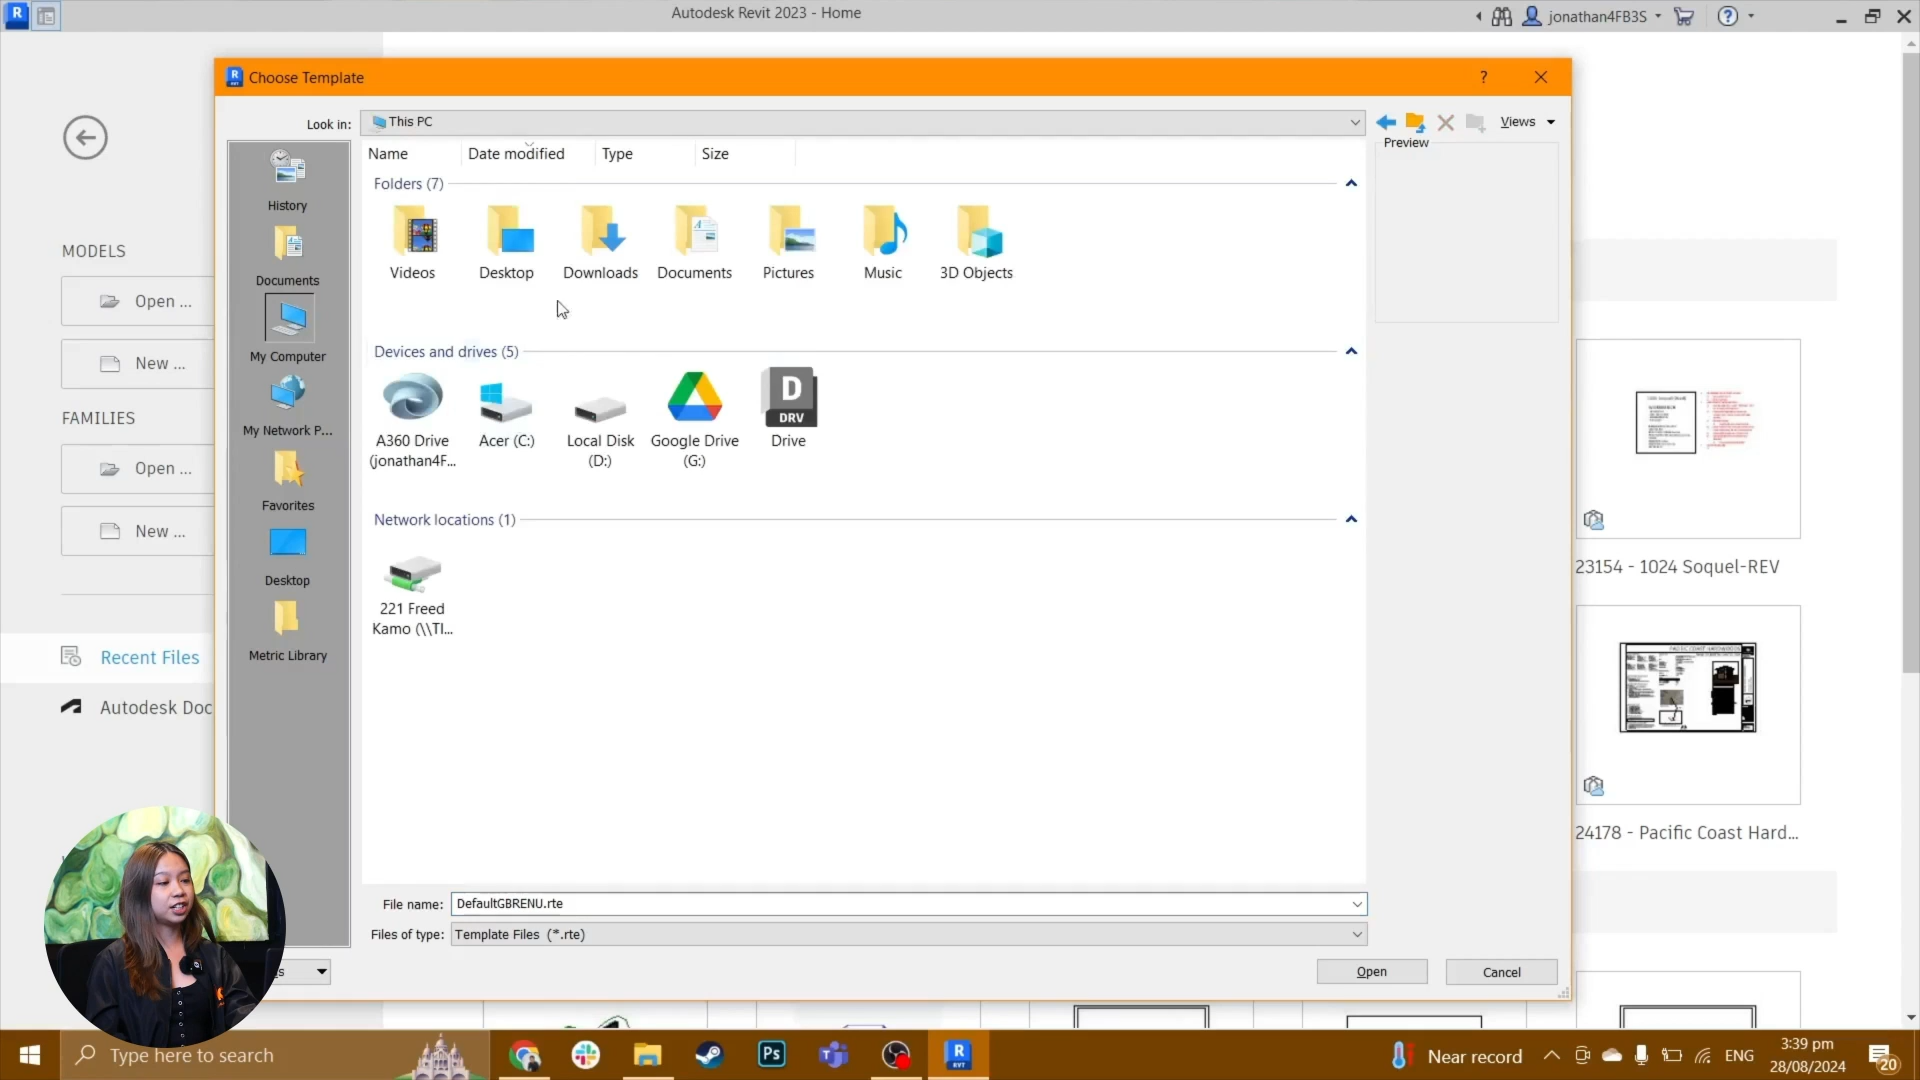 Autodesk Revit 2023 - Home
jonathan4FB3S
Choose Template
Look in:
This PC
Views
Preview
Name
Date modified
Type
Size
Folders (7)
Videos
Desktop
Downloads
Documents
Pictures
Music
3D Objects
Devices and drives (5)
A360 Drive
(jonathan4F...
Acer (C:)
Local Disk
(D:)
Google Drive
(G:)
D
DRV
Drive
Network locations (1)
221 Freed
Kamo (\\TI...
History
Documents
My Computer
My Network P...
Favorites
Desktop
Metric Library
File name:
DefaultGBRENU.rte
Files of type:
Template Files (*.rte)
Open
Cancel
MODELS
Open ...
New ...
FAMILIES
Open ...
New ...
Recent Files
Autodesk Doc
23154 - 1024 Soquel-REV
24178 - Pacific Coast Hard...
Type here to search
Ps
R
RVT
Near record
ENG
3:39 pm
28/08/2024
20